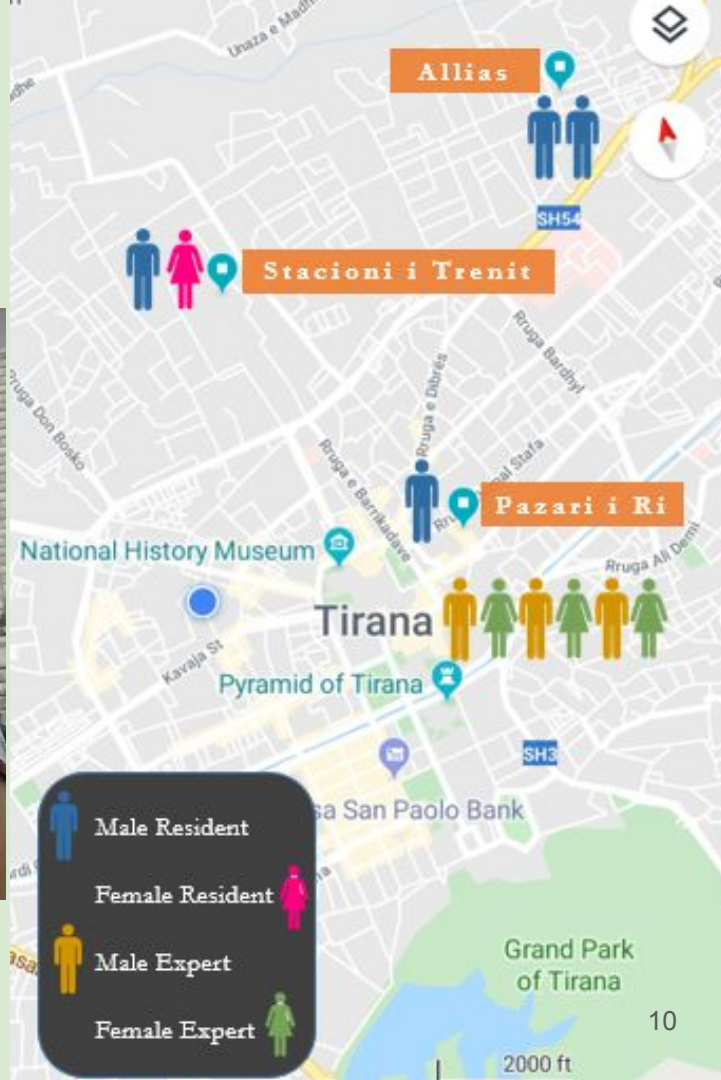 Unaza e Madhe
Allias
SH54
Stacioni i Trenit
Rruga Bardhyl
Rruga e Dibrës
Rruga Don Bosko
Rruga e Barrikadave
Stafa
Pazari i Ri
National History Museum
Rruga Ali Demi
Tirana
Kavaja St
Pyramid of Tirana
SH3
San Paolo Bank
Male Resident
Female Resident
Male Expert
Female Expert
Grand Park
of Tirana
10
2000 ft